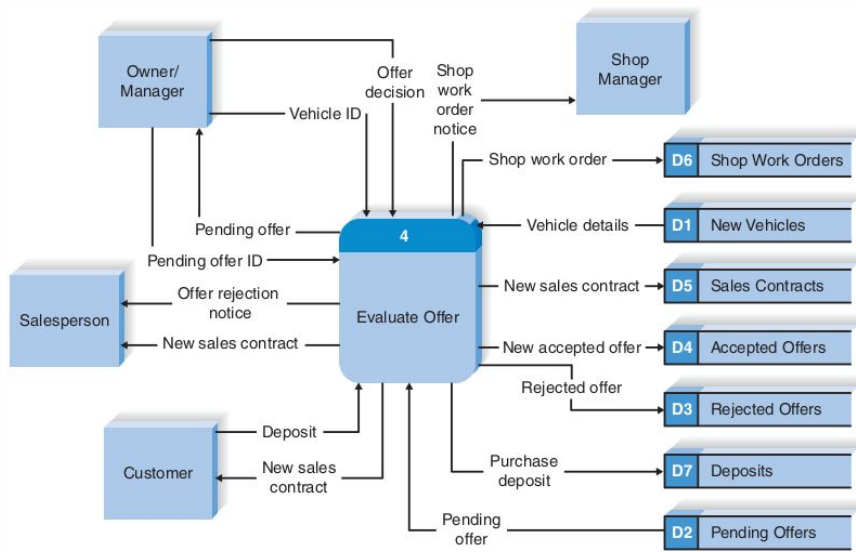 Owner/
Manager
Offer
decision
Shop
work
order
notice
Shop
Manager
Vehicle ID
Shop work order
D6 Shop Work Orders
Pending offer
4
Vehicle details
D1 New Vehicles
Pending offer ID
Salesperson
Offer rejection
notice
Evaluate Offer
New sales contract
D5 Sales Contracts
New sales contract
New accepted offer
D4 Accepted Offers
Rejected offer
D3 Rejected Offers
Customer
Deposit
New sales
contract
Purchase
deposit
D7 Deposits
Pending
offer
D2 Pending Offers